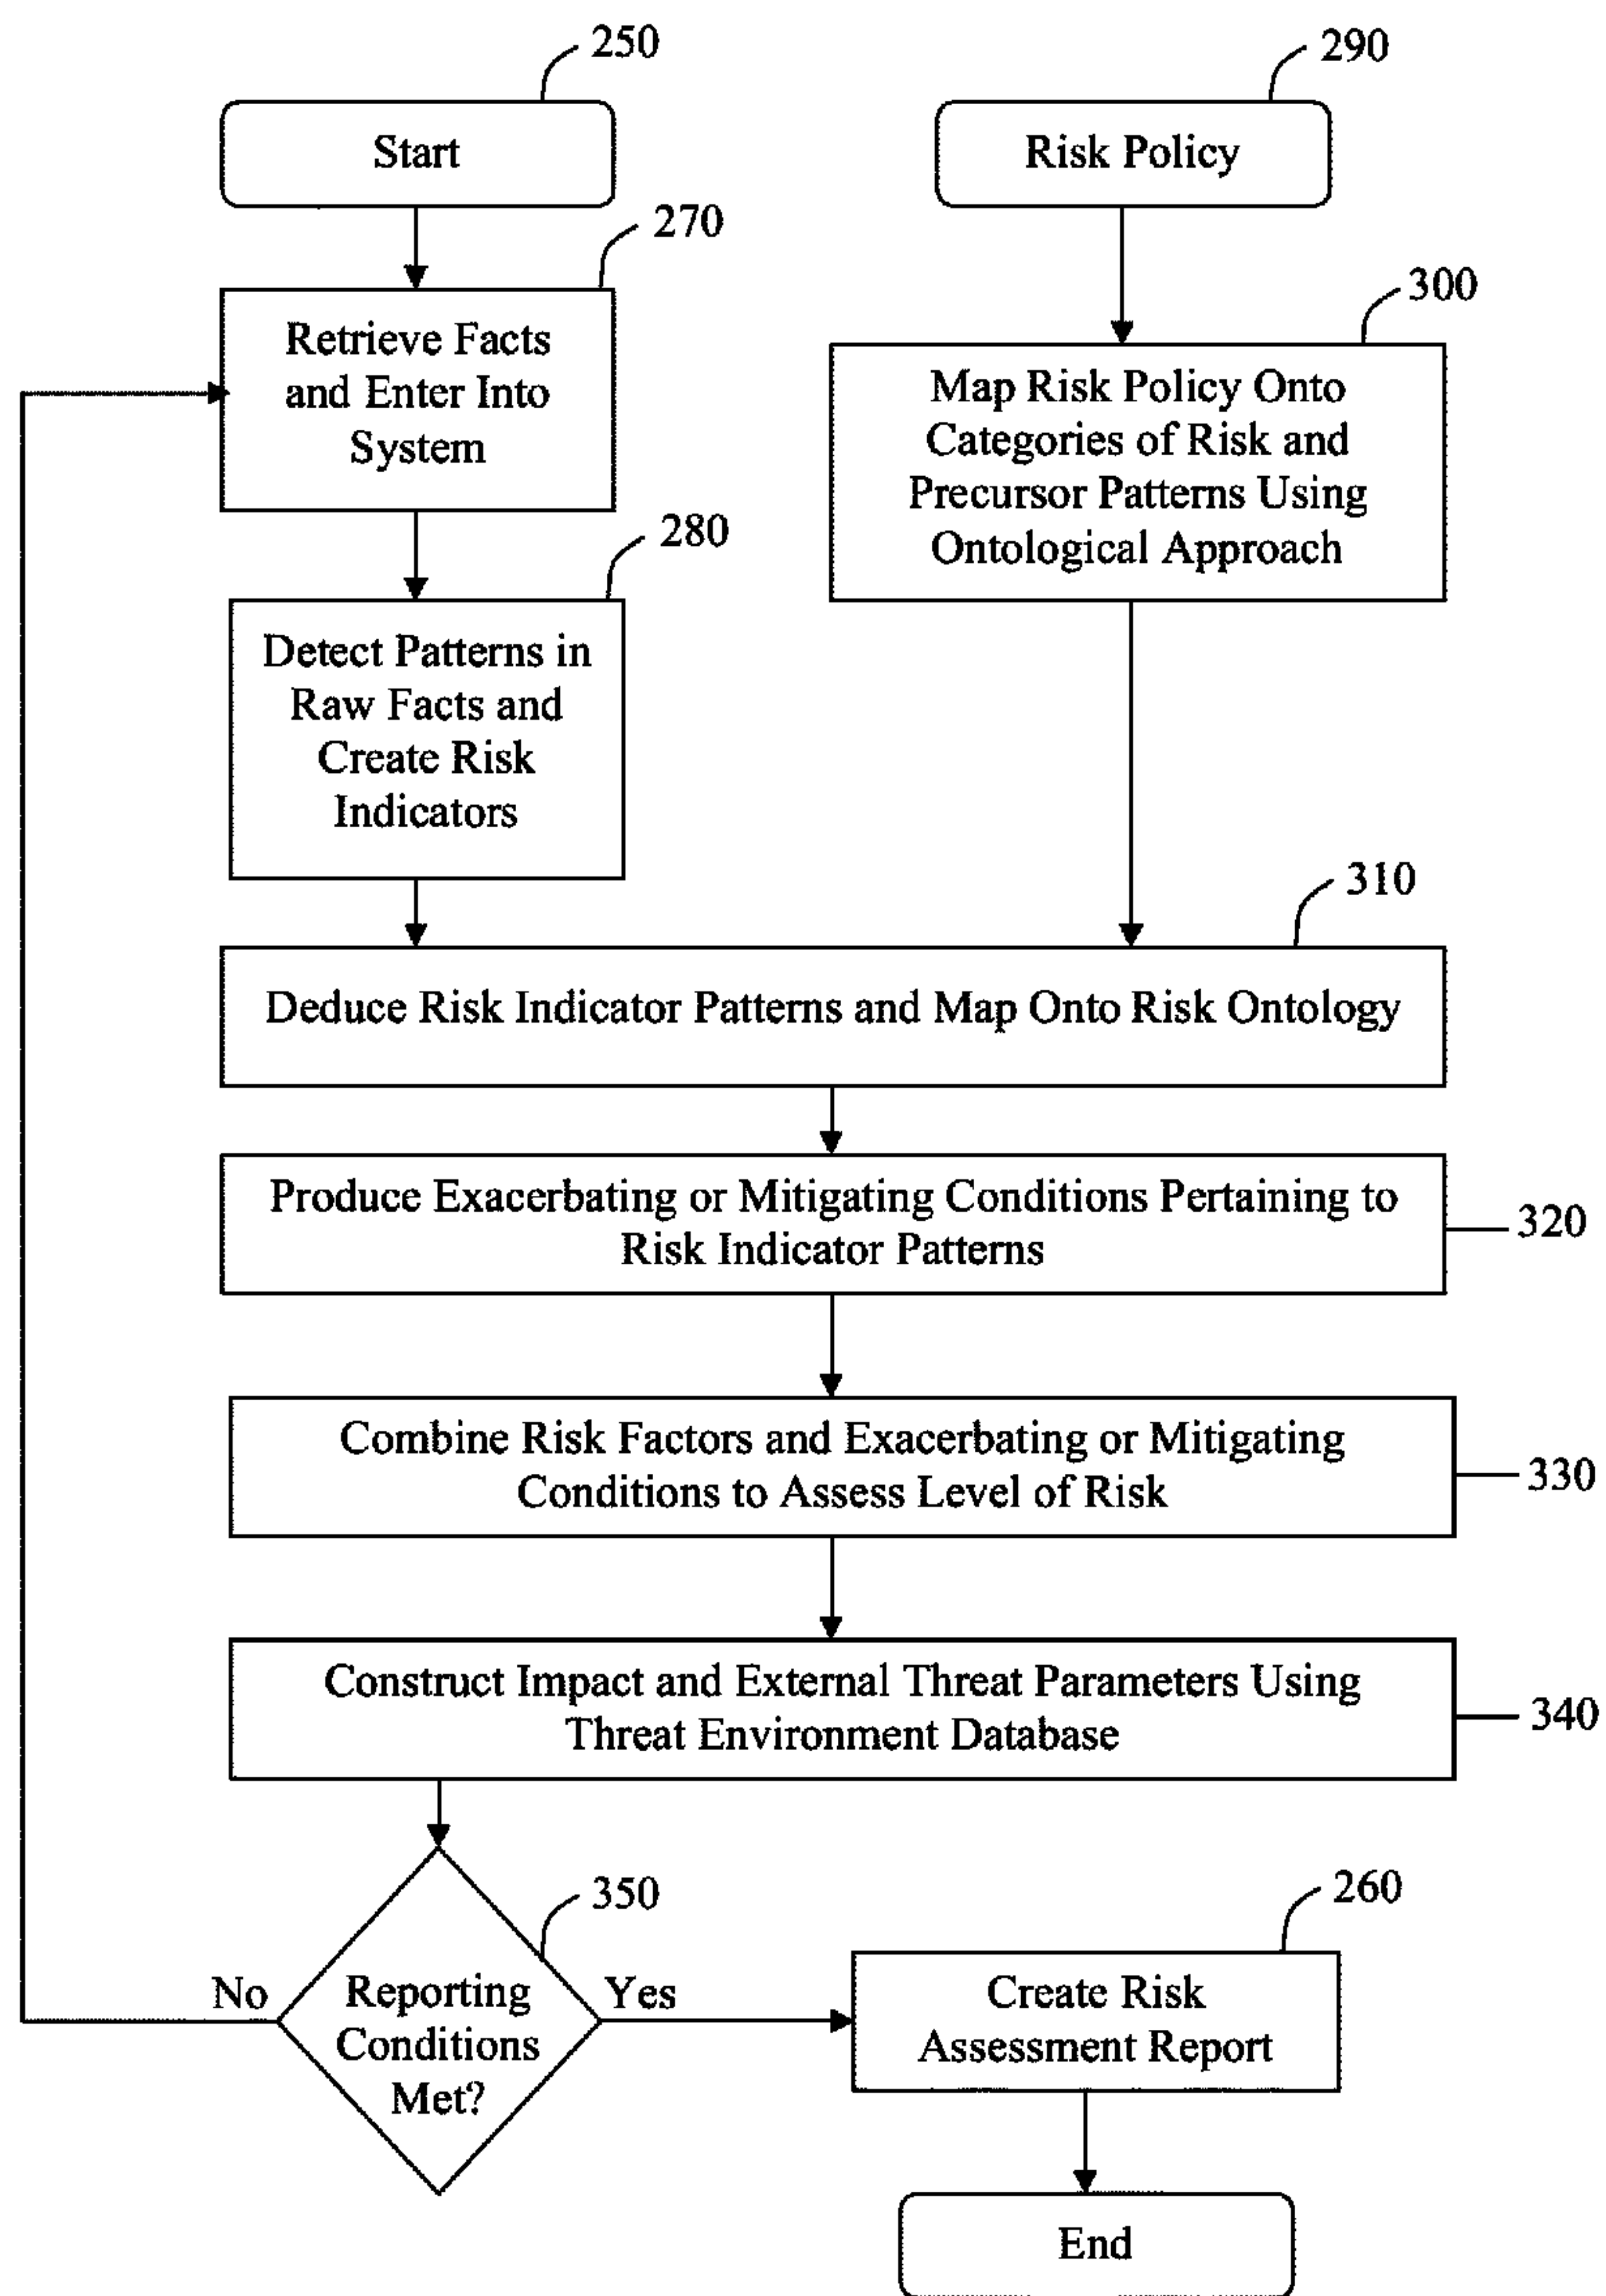 250
290
Start
Risk Policy
270
300
Retrieve Facts
and Enter Into
System
Map Risk Policy Onto
Categories of Risk and
Precursor Patterns Using
Ontological Approach
280
Detect Patterns in
Raw Facts and
Create Risk
Indicators
310
Deduce Risk Indicator Patterns and Map Onto Risk Ontology
Produce Exacerbating or Mitigating Conditions Pertaining to
Risk Indicator Patterns
320
Combine Risk Factors and Exacerbating or Mitigating
Conditions to Assess Level of Risk
330
Construct Impact and External Threat Parameters Using
Threat Environment Database
340
350
260
No
Reporting
Conditions
Met?
Yes
Create Risk
Assessment Report
End